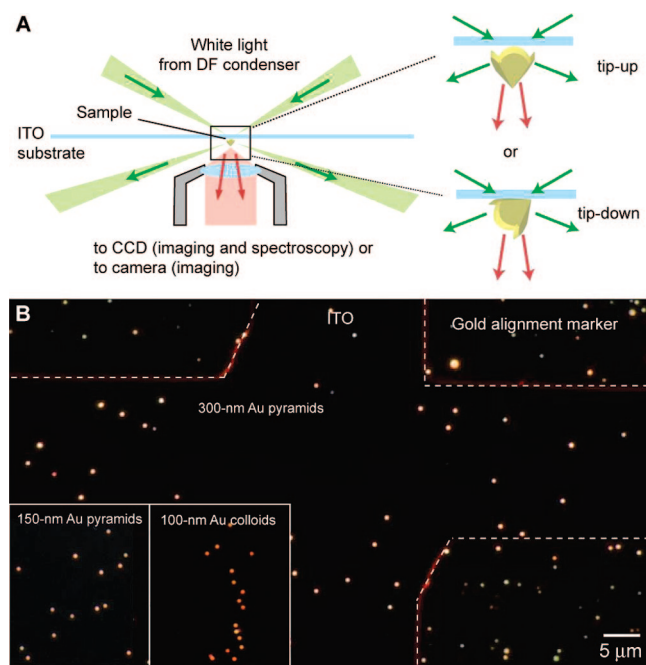 A
White light
from DF condenser
Sample
ITO
substrate
to CCD (imaging and spectroscopy) or
to camera (imaging)
tip-up
or
tip-down
B
ITO
Gold alignment marker
300-nm Au pyramids
150-nm Au pyramids
100-nm Au colloids
5 μm